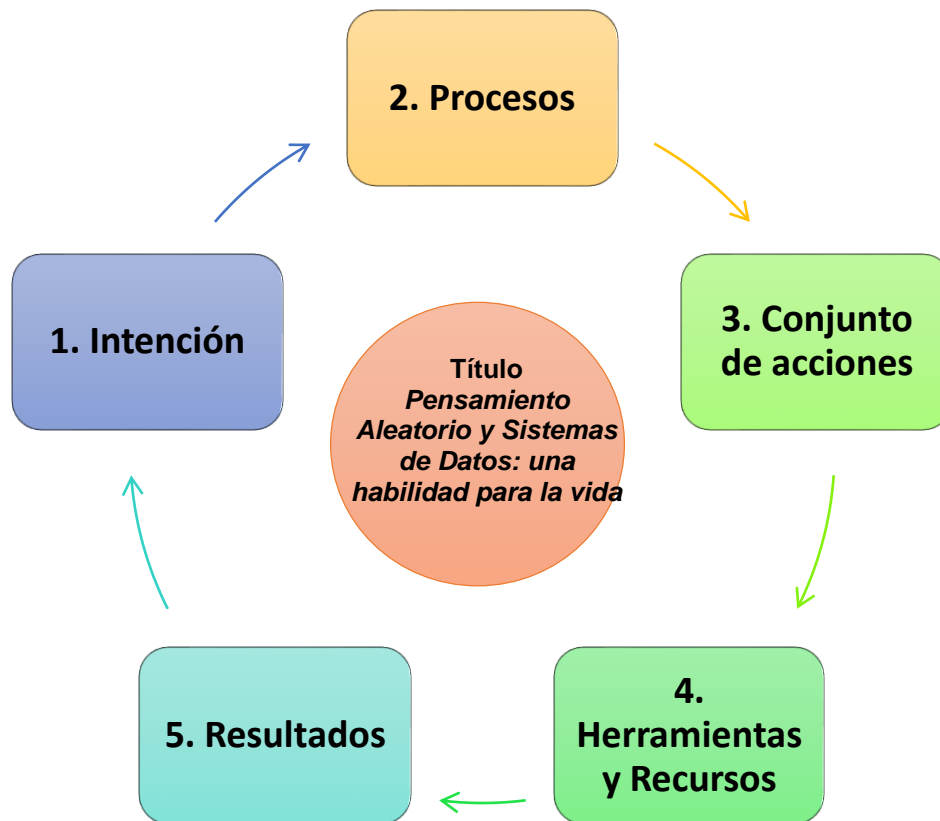 2. Procesos
1. Intención
3. Conjunto
de acciones
Título
Pensamiento
Aleatorio y Sistemas
de Datos: una
habilidad para la vida
5. Resultados
4.
Herramientas
y Recursos